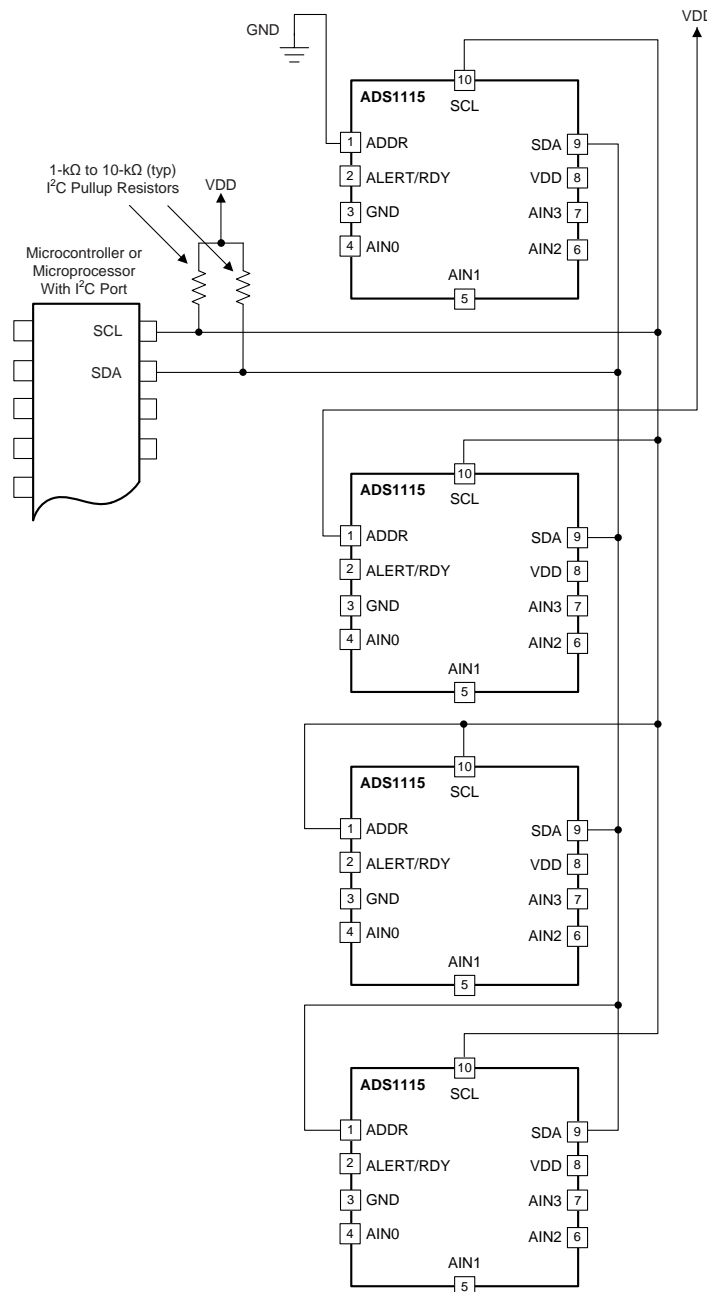 GND
VDD
10
ADS1115
SCL
1 ADDR
SDA 9
2 ALERT/RDY
VDD 8
3 GND
AIN3 7
4 AIN0
AIN2 6
AIN1
5
1-kΩ to 10-kΩ (typ)
I²C Pullup Resistors
VDD
Microcontroller or
Microprocessor
With I²C Port
SCL
SDA
10
ADS1115
SCL
1 ADDR
SDA 9
2 ALERT/RDY
VDD 8
3 GND
AIN3 7
4 AIN0
AIN2 6
AIN1
5
10
ADS1115
SCL
1 ADDR
SDA 9
2 ALERT/RDY
VDD 8
3 GND
AIN3 7
4 AIN0
AIN2 6
AIN1
5
10
ADS1115
SCL
1 ADDR
SDA 9
2 ALERT/RDY
VDD 8
3 GND
AIN3 7
4 AIN0
AIN2 6
AIN1
5